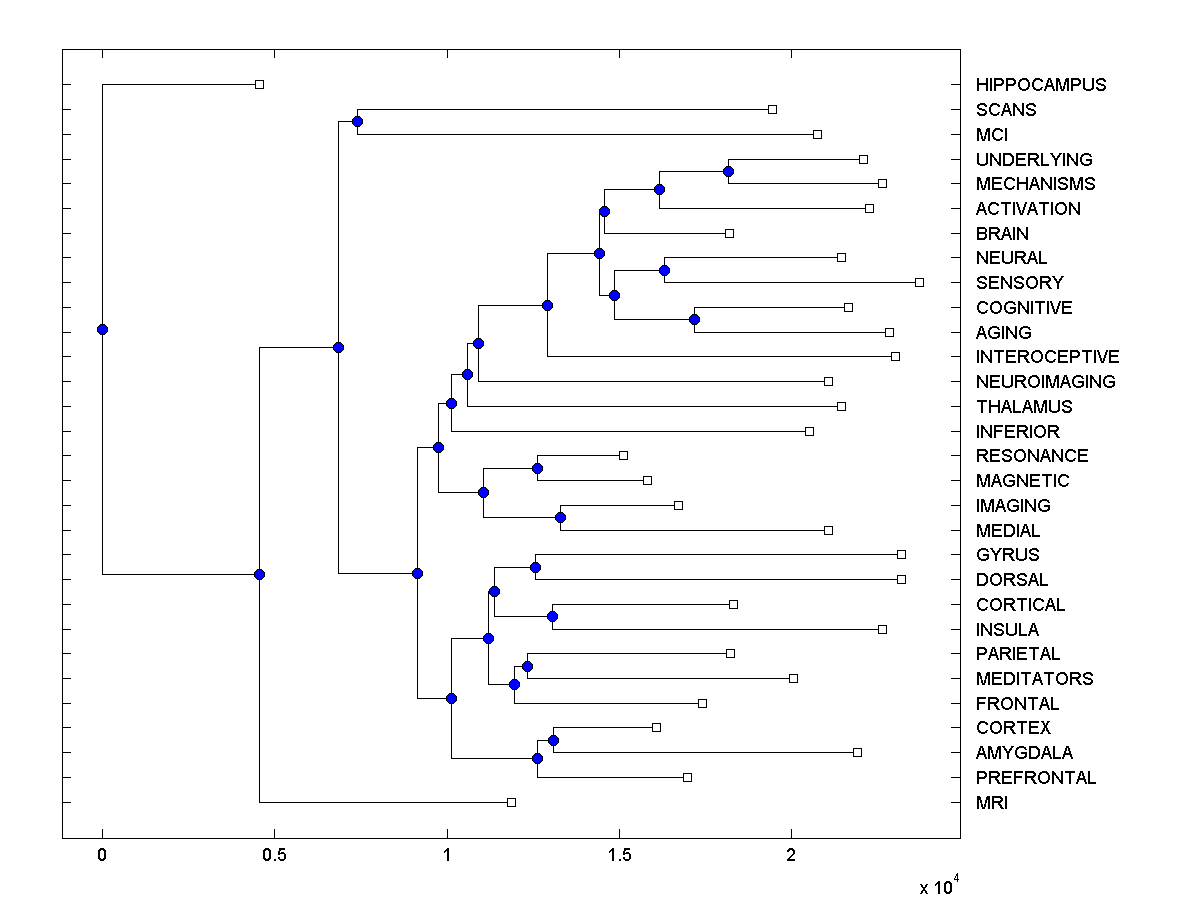 HIPPOCAMPUS
SCANS
MCI
UNDERLYING
MECHANISMS
ACTIVATION
BRAIN
NEURAL
SENSORY
COGNITIVE
AGING
INTEROCEPTIVE
NEUROIMAGING
THALAMUS
INFERIOR
RESONANCE
MAGNETIC
IMAGING
MEDIAL
GYRUS
DORSAL
CORTICAL
INSULA
PARIETAL
MEDITATORS
FRONTAL
CORTEX
AMYGDALA
PREFRONTAL
MRI
0 0.5 1 1.5 2
x 10^4